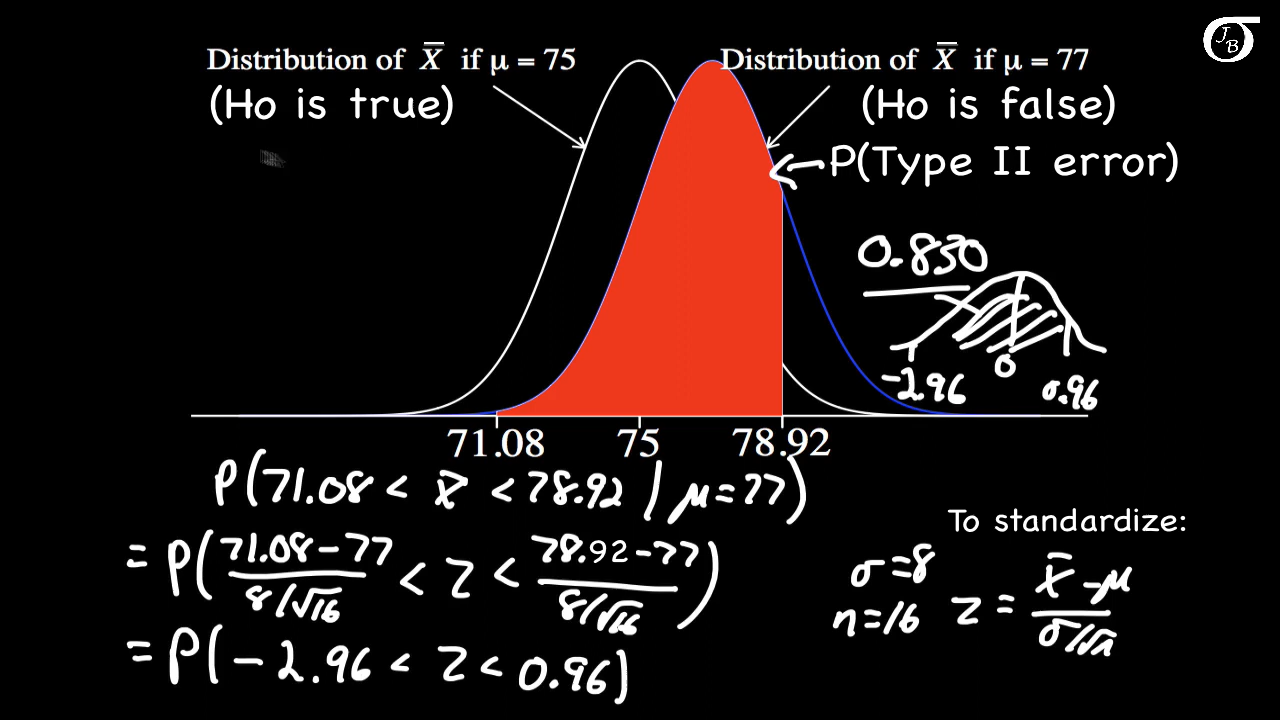 Distribution of X̄ if μ = 75
(Ho is true)
Distribution of X̄ if μ = 77
(Ho is false)
P(Type II error)
0.830
-2.96 0 0.96
71.08 75 78.92
P(71.08 < x̄ < 78.92 | μ=77)
= P( (71.08-77)/(8/√16) < Z < (78.92-77)/(8/√16) )
= P(-2.96 < Z < 0.96)
To standardize:
σ=8
n=16
Z = (x̄-μ)/(σ/√n)
JB